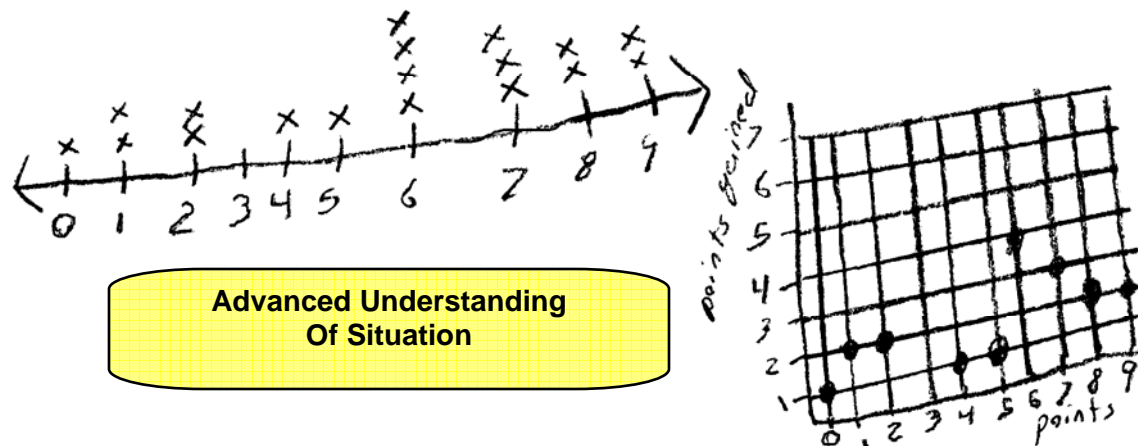 0 1 2 3 4 5 6 7 8 9
Advanced Understanding
Of Situation
points gained
7
6
5
4
3
2
1
0 1 2 3 4 5 6 7 8 9
points